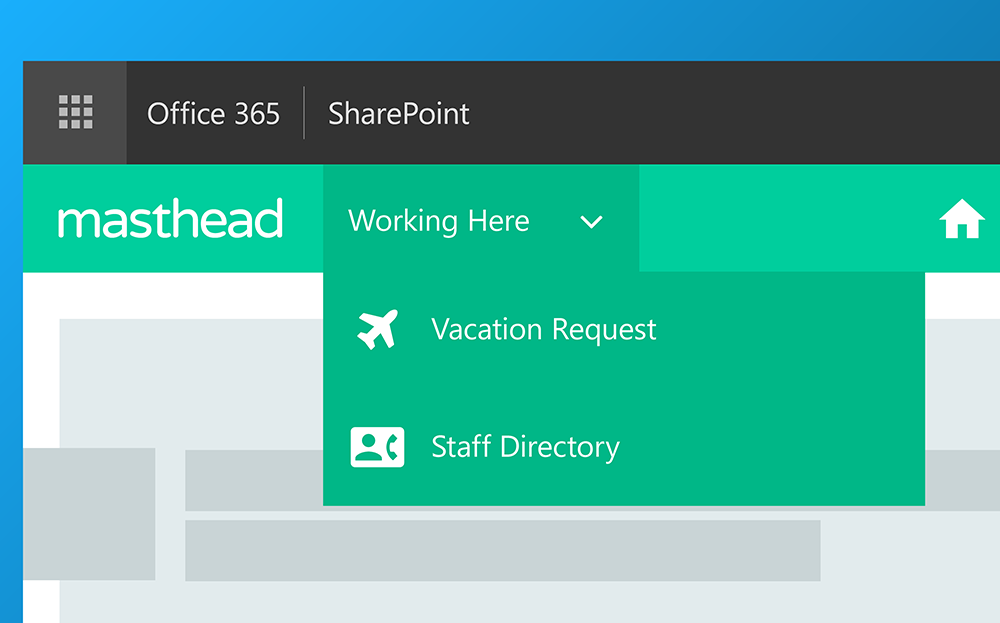 Office 365
SharePoint
masthead
Working Here
Vacation Request
Staff Directory